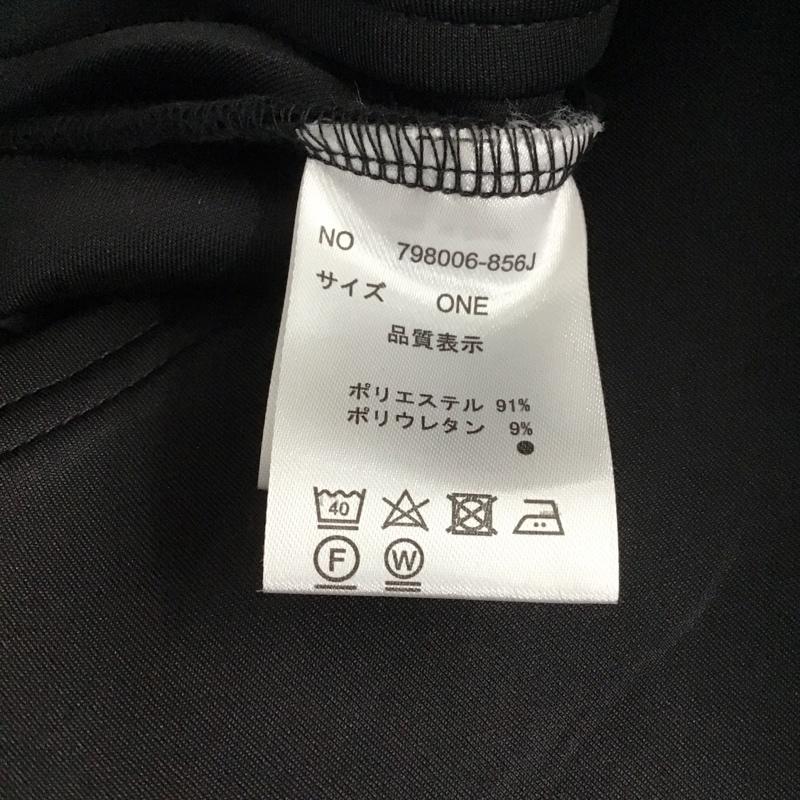 NO 798006-856J
サイズ ONE
品質表示
ポリエステル 91%
ポリウレタン 9%
40
F W